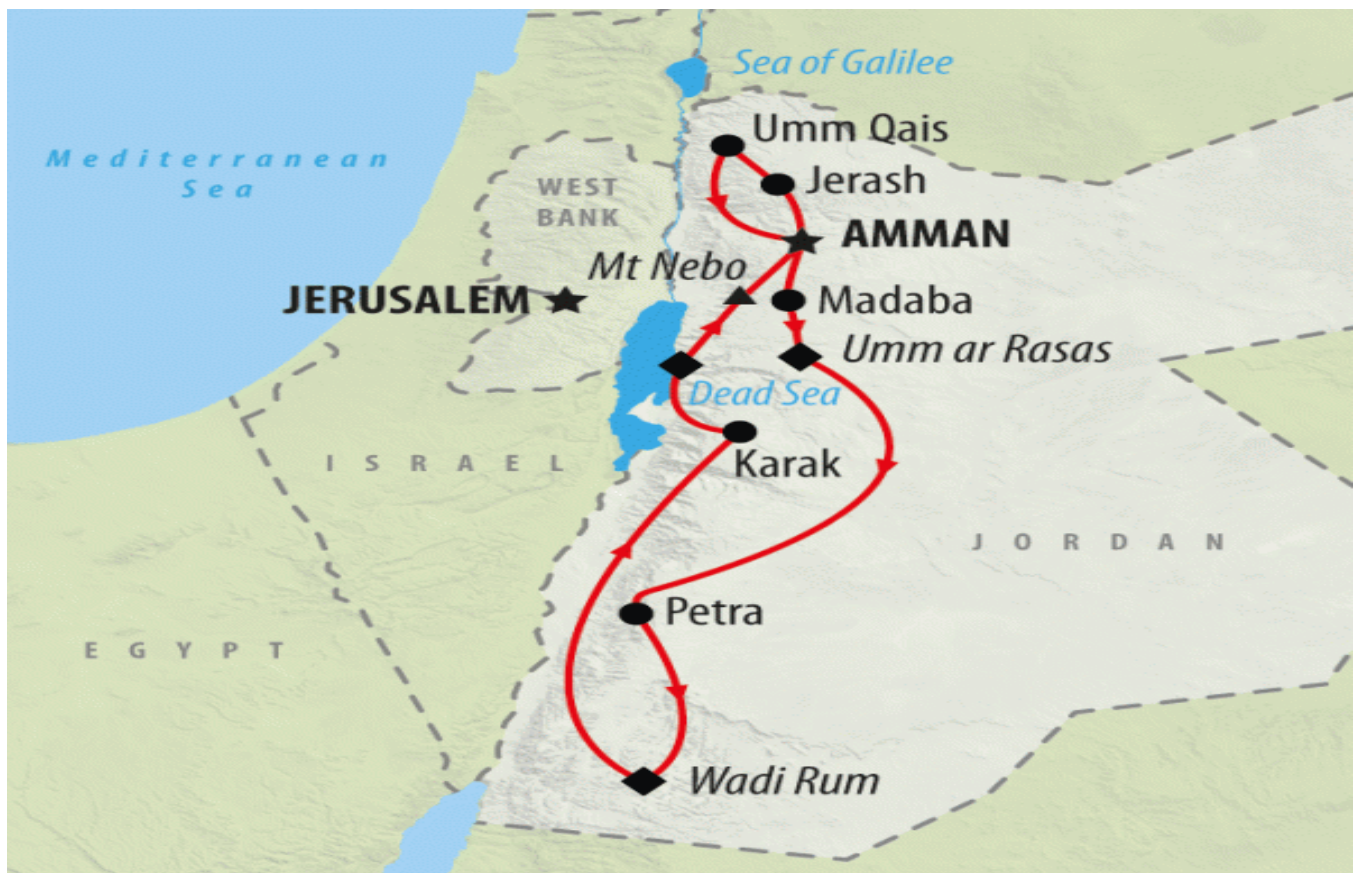 Sea of Galilee
Umm Qais
Mediterranean
Sea
Jerash
WEST
BANK
AMMAN
Mt Nebo
JERUSALEM
Madaba
Umm ar Rasas
Dead Sea
ISRAEL
Karak
JORDAN
Petra
EGYPT
Wadi Rum